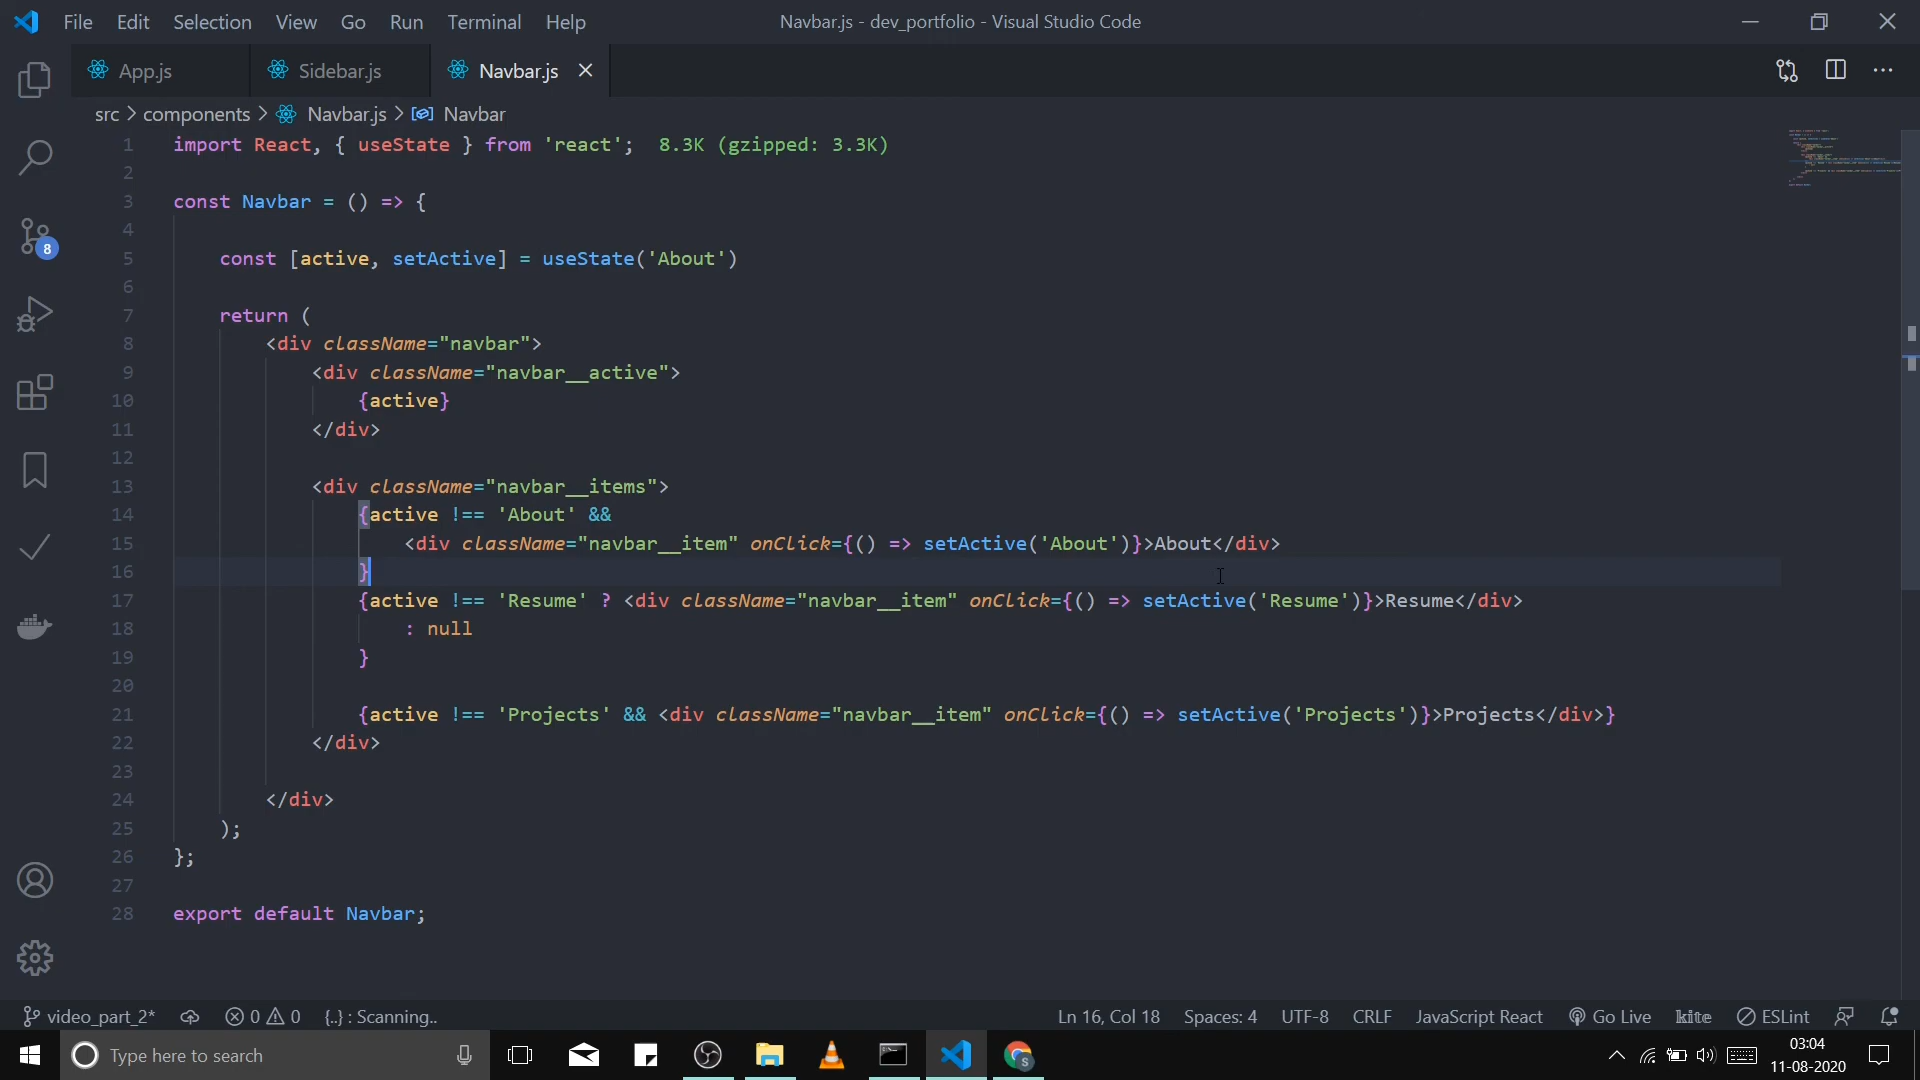 File Edit Selection View Go Run Terminal Help
Navbar.js - dev_portfolio - Visual Studio Code
App.js
Sidebar.js
Navbar.js
src > components > Navbar.js > Navbar
1 import React, { useState } from 'react'; 8.3K (gzipped: 3.3K)
2
3 const Navbar = () => {
4
5     const [active, setActive] = useState('About')
6
7     return (
8         <div className="navbar">
9             <div className="navbar__active">
10                 {active}
11             </div>
12
13             <div className="navbar__items">
14                 {active !== 'About' &&
15                     <div className="navbar__item" onClick={() => setActive('About')}>About</div>
16                 }
17                 {active !== 'Resume' ? <div className="navbar__item" onClick={() => setActive('Resume')}>Resume</div>
18                     : null
19                 }
20
21                 {active !== 'Projects' && <div className="navbar__item" onClick={() => setActive('Projects')}>Projects</div>}
22             </div>
23
24         </div>
25     );
26 };
27
28 export default Navbar;
8
video_part_2* 0 0 {..} : Scanning..
Ln 16, Col 18 Spaces: 4 UTF-8 CRLF JavaScript React Go Live kite ESLint
Type here to search
S
03:04
11-08-2020